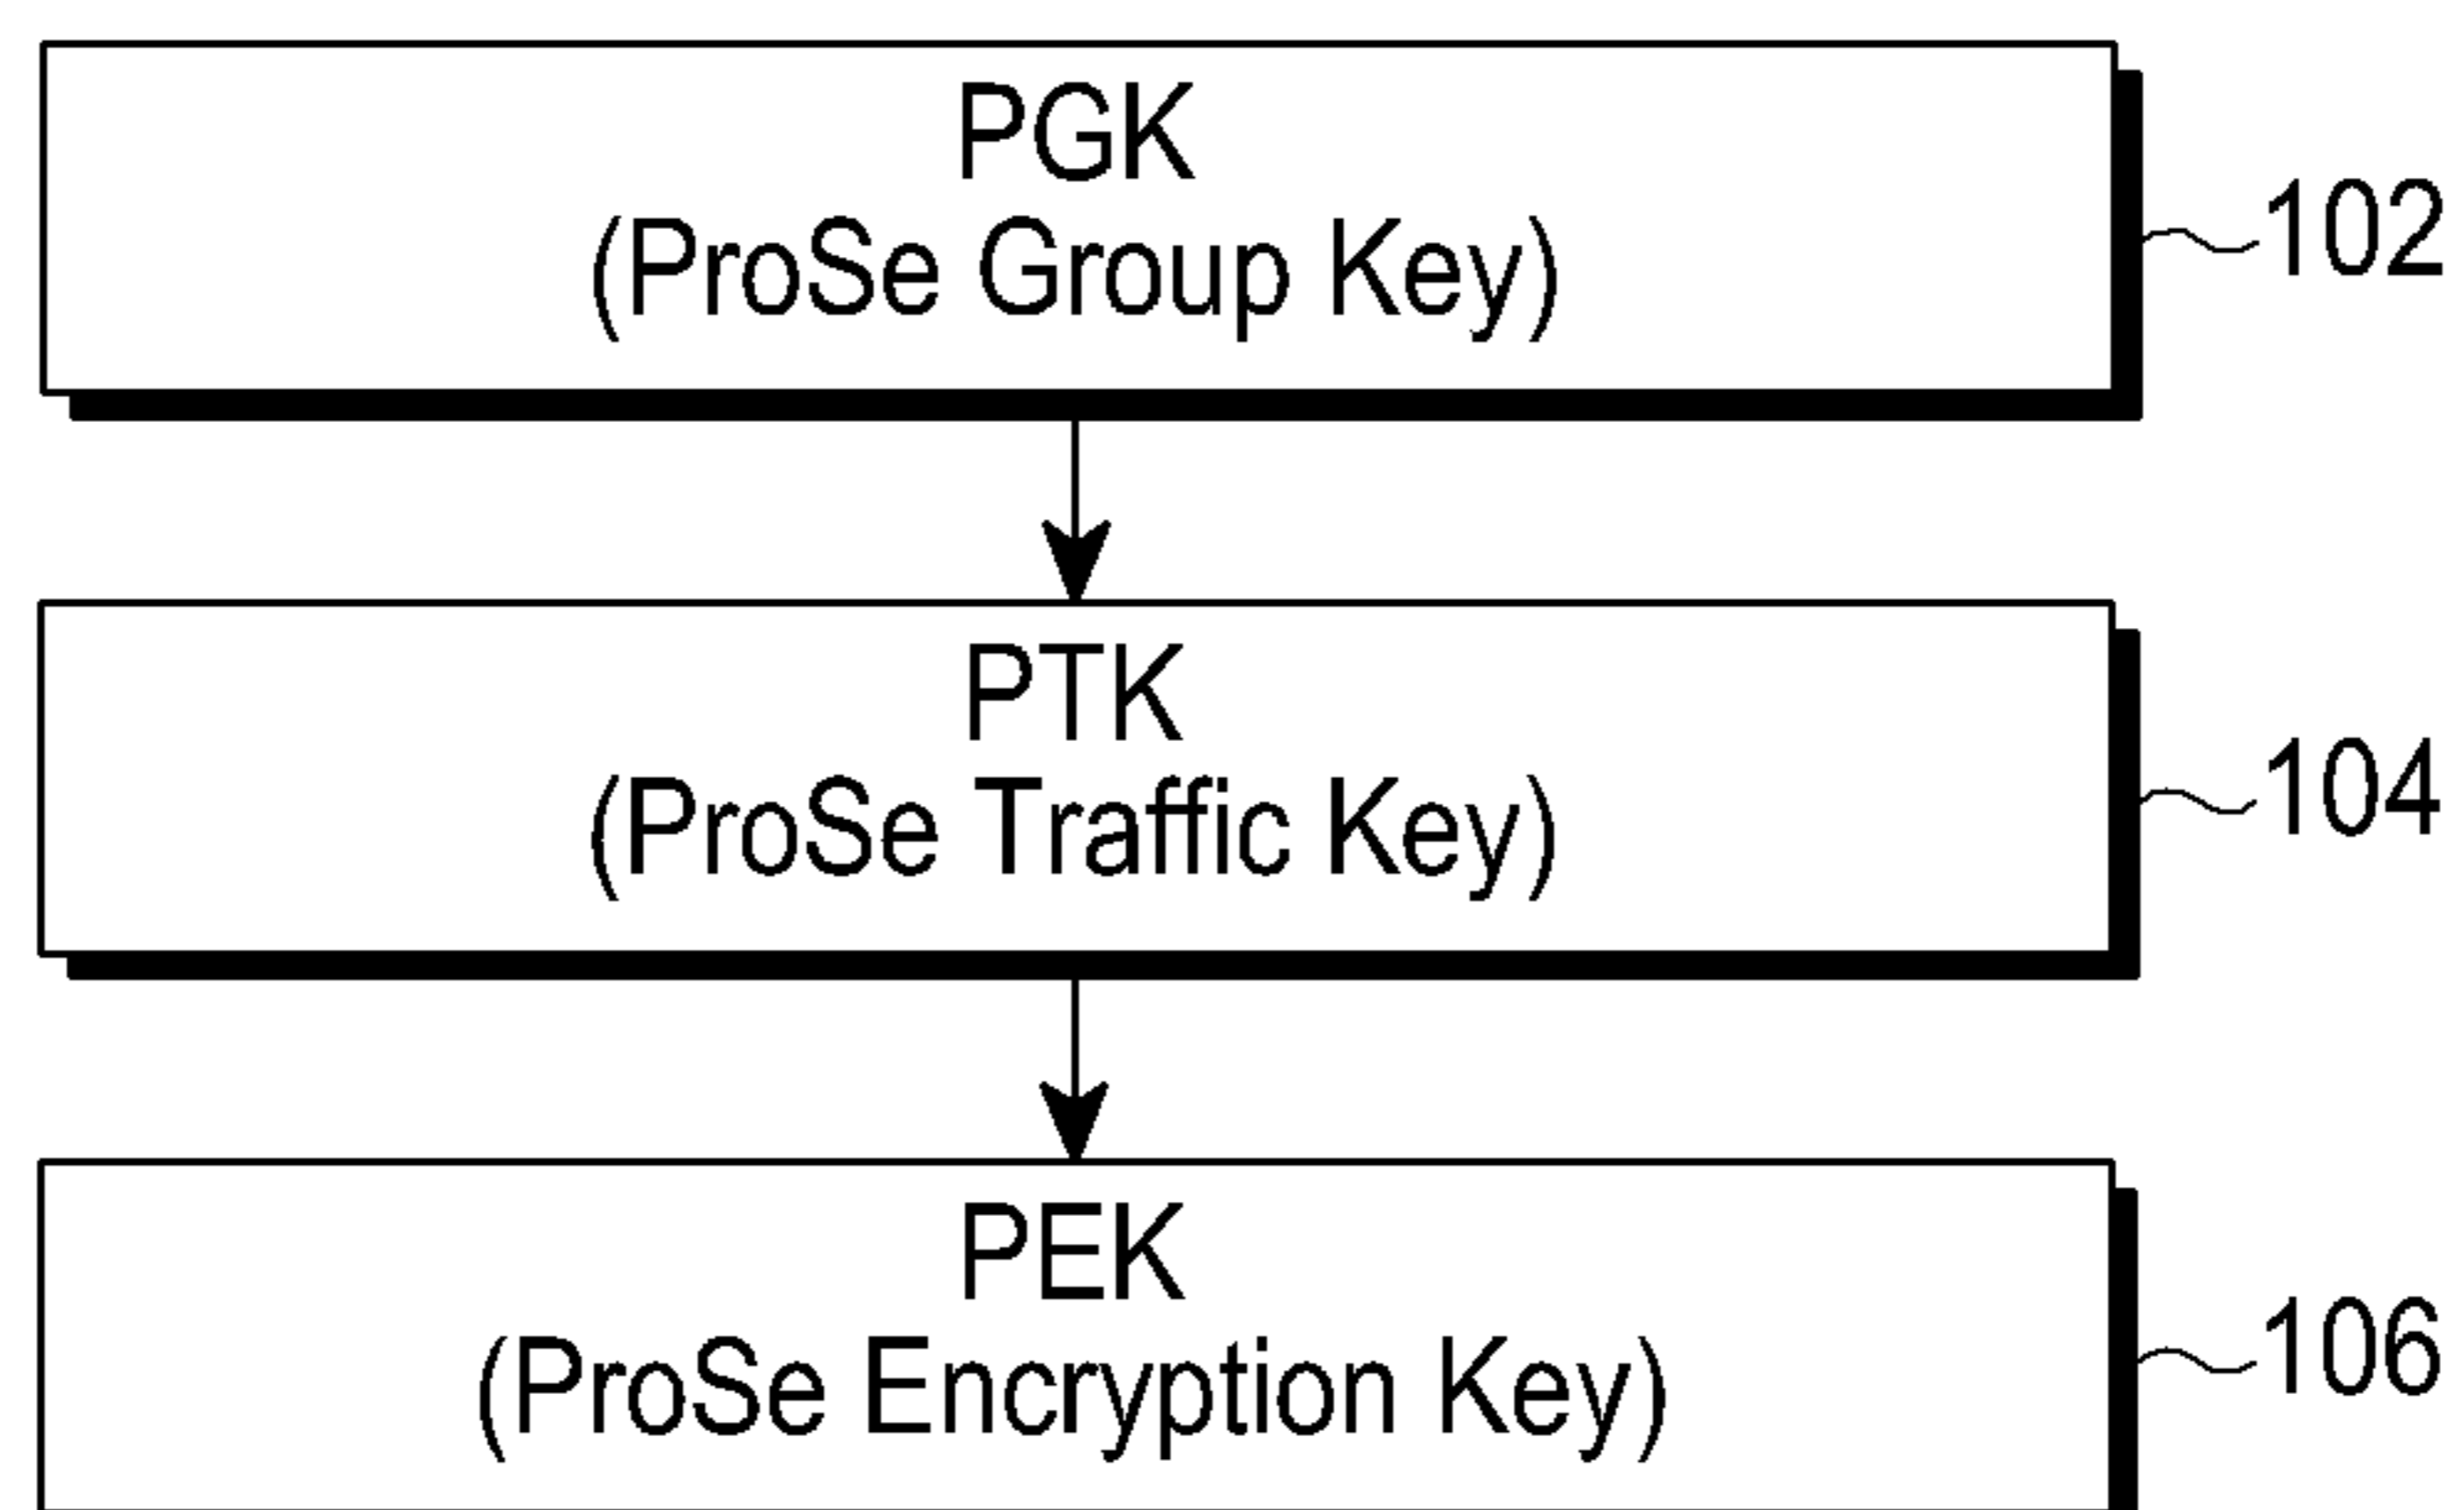 PGK
(ProSe Group Key)
102
PTK
(ProSe Traffic Key)
104
PEK
(ProSe Encryption Key)
106